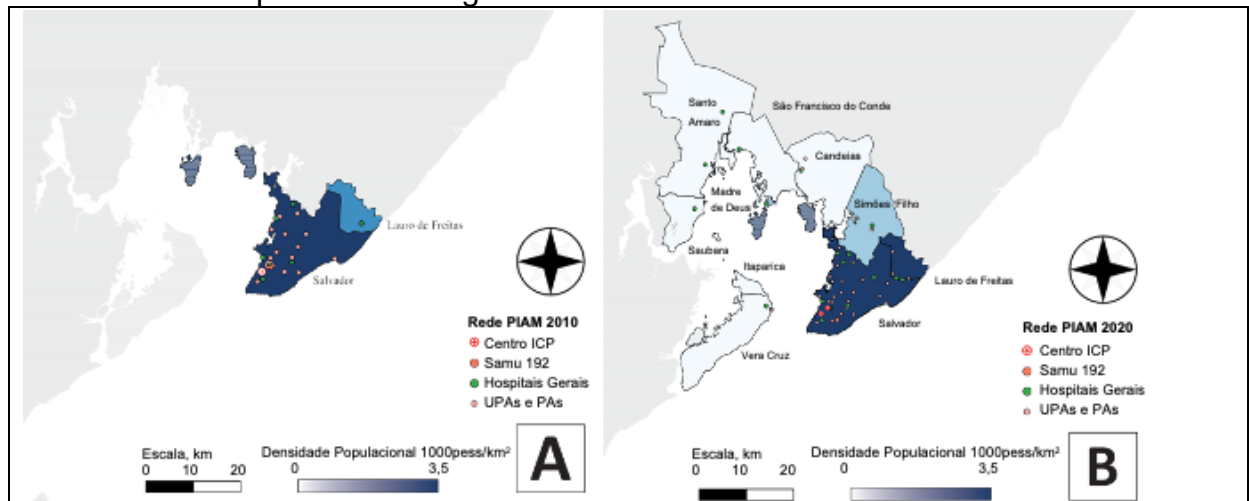 Lauro de Freitas
Salvador
Rede PIAM 2010
Centro ICP
Samu 192
Hospitais Gerais
UPAs e PAs
Escala, km
0 10 20
Densidade Populacional 1000pess/km²
0 3,5
A
Santo
Amaro
São Francisco do Conde
Candeias
Madre
de Deus
Simões Filho
Saubara
Itaparica
Lauro de Freitas
Salvador
Vera Cruz
Rede PIAM 2020
Centro ICP
Samu 192
Hospitais Gerais
UPAs e PAs
Escala, km
0 10 20
Densidade Populacional 1000pess/km²
0 3,5
B